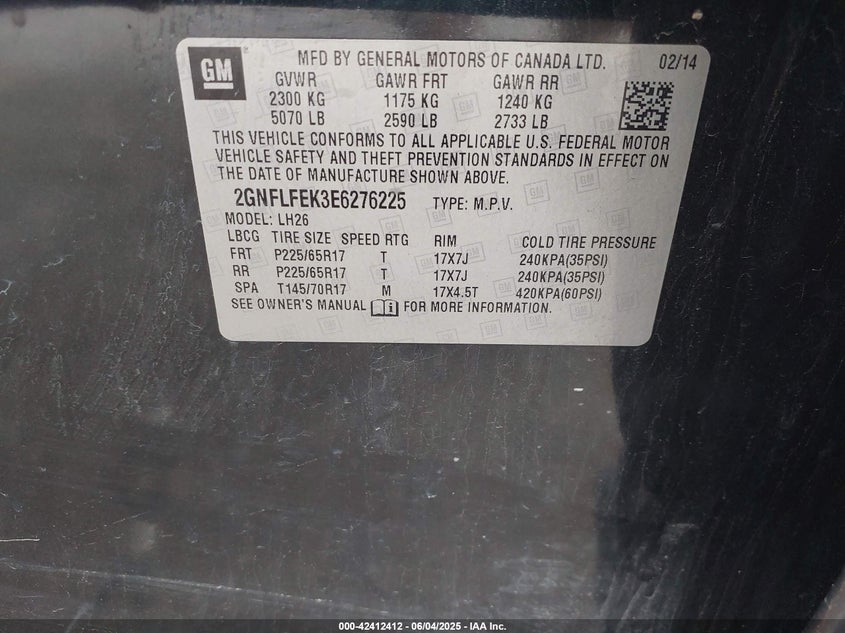 GM
MFD BY GENERAL MOTORS OF CANADA LTD. 02/14
GVWR GAWR FRT GAWR RR
2300 KG 1175 KG 1240 KG
5070 LB 2590 LB 2733 LB
THIS VEHICLE CONFORMS TO ALL APPLICABLE U.S. FEDERAL MOTOR
VEHICLE SAFETY AND THEFT PREVENTION STANDARDS IN EFFECT ON
THE DATE OF MANUFACTURE SHOWN ABOVE.
2GNFLFEK3E6276225 TYPE: M.P.V.
MODEL: LH26
LBCG TIRE SIZE SPEED RTG RIM COLD TIRE PRESSURE
FRT P225/65R17 T 17X7J 240KPA(35PSI)
RR P225/65R17 T 17X7J 240KPA(35PSI)
SPA T145/70R17 M 17X4.5T 420KPA(60PSI)
SEE OWNER'S MANUAL FOR MORE INFORMATION.
000-42412412 - 06/04/2025 - IAA Inc.